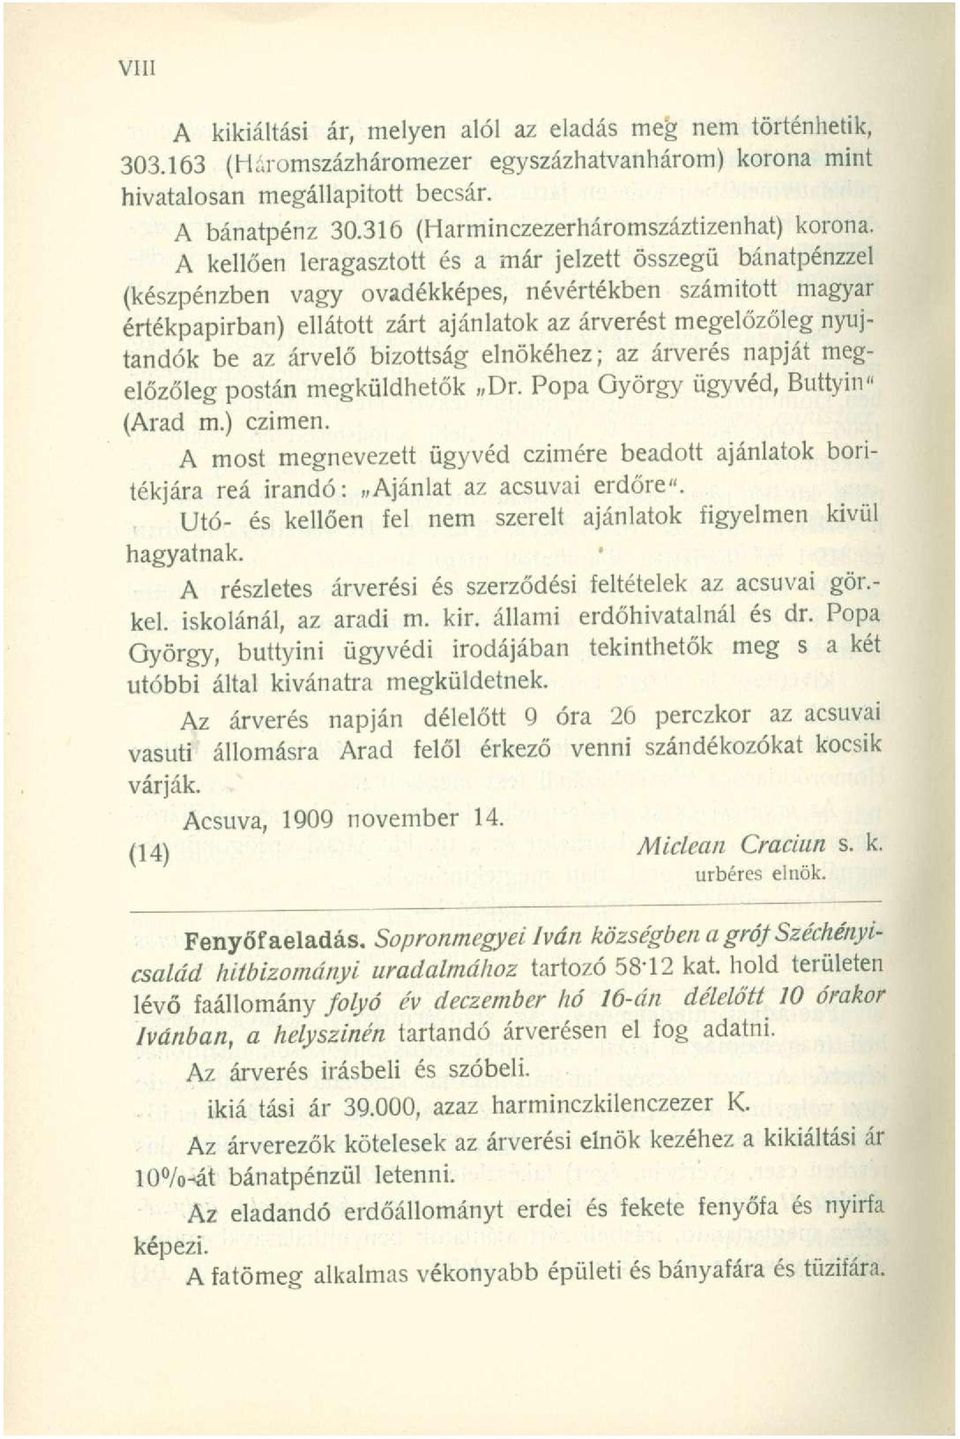 VIII
A kikiáltási ár, melyen alól az eladás meg nem történhetik,
303.163 (Háromszázháromezer egyszázhatvanhárom) korona mint
hivatalosan megállapitott becsár.
A bánatpénz 30.316 (Harminczezerháromszáztizenhat) korona.
A kellően leragasztott és a már jelzett összegü bánatpénzzel
(készpénzben vagy ovadékképes, névértékben számitott magyar
értékpapirban) ellátott zárt ajánlatok az árverést megelőzőleg nyuj-
tandók be az árvelő bizottság elnökéhez; az árverés napját meg-
előzőleg postán megküldhetők „Dr. Popa György ügyvéd, Buttyin"
(Arad m.) czimen.
A most megnevezett ügyvéd czimére beadott ajánlatok bori-
tékjára reá irandó: „Ajánlat az acsuvai erdőre".
Utó- és kellően fel nem szerelt ajánlatok figyelmen kivül
hagyatnak.
A részletes árverési és szerződési feltételek az acsuvai gör.-
kel. iskolánál, az aradi m. kir. állami erdőhivatalnál és dr. Popa
György, buttyini ügyvédi irodájában tekinthetők meg s a két
utóbbi által kivánatra megküldetnek.
Az árverés napján délelőtt 9 óra 26 perczkor az acsuvai
vasuti állomásra Arad felől érkező venni szándékozókat kocsik
várják.
Acsuva, 1909 november 14.
(14) Miclean Craciun s. k.
urbéres elnök.
Fenyőfaeladás. Sopronmegyei Iván községben a gróf Széchényi-
család hitbizományi uradalmához tartozó 58·12 kat. hold területen
lévő faállomány folyó év deczember hó 16-án délelőtt 10 órakor
Ivánban, a helyszinén tartandó árverésen el fog adatni.
Az árverés irásbeli és szóbeli.
ikiá tási ár 39.000, azaz harminczkilenczezer K.
Az árverezők kötelesek az árverési elnök kezéhez a kikiáltási ár
10%-át bánatpénzül letenni.
Az eladandó erdőállományt erdei és fekete fenyőfa és nyirfa
képezi.
A fatömeg alkalmas vékonyabb épületi és bányafára és tüzifára.